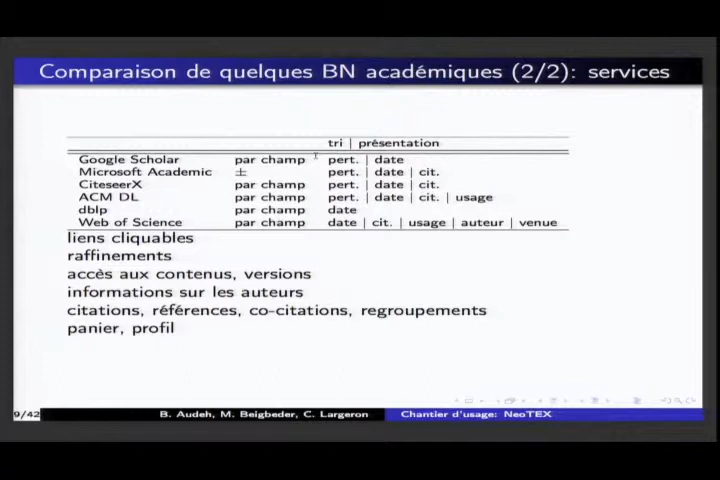 Comparaison de quelques BN académiques (2/2): services
tri | présentation
Google Scholar par champ pert. | date
Microsoft Academic ± pert. | date | cit.
CiteseerX par champ pert. | date | cit.
ACM DL par champ pert. | date | cit. | usage
dblp par champ date
Web of Science par champ date | cit. | usage | auteur | venue
liens cliquables
raffinements
accès aux contenus, versions
informations sur les auteurs
citations, références, co-citations, regroupements
panier, profil
9/42 B. Audeh, M. Beigbeder, C. Largeron Chantier d'usage: NeoTEX